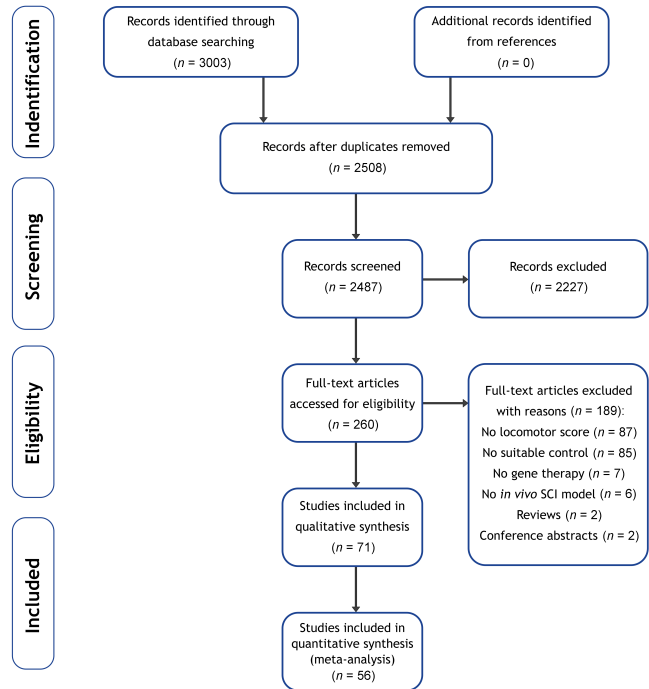 Indentification
Records identified through
database searching
(n = 3003)
Additional records identified
from references
(n = 0)
Records after duplicates removed
(n = 2508)
Screening
Records screened
(n = 2487)
Records excluded
(n = 2227)
Eligibility
Full-text articles
accessed for eligibility
(n = 260)
Full-text articles excluded
with reasons (n = 189):
No locomotor score (n = 87)
No suitable control (n = 85)
No gene therapy (n = 7)
No in vivo SCI model (n = 6)
Reviews (n = 2)
Conference abstracts (n = 2)
Studies included in
qualitative synthesis
(n = 71)
Included
Studies included in
quantitative synthesis
(meta-analysis)
(n = 56)